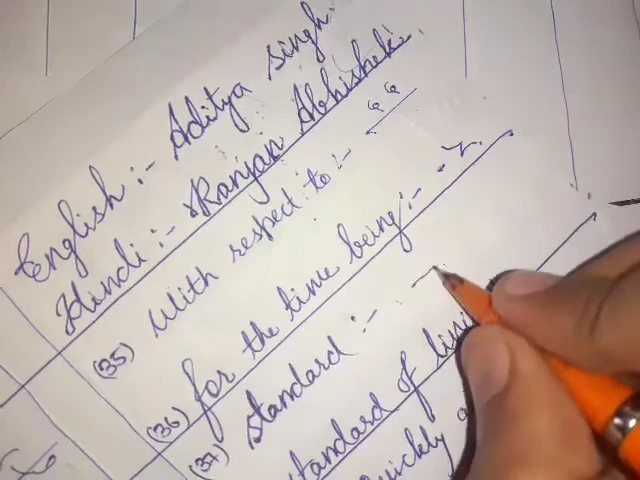 English :- Aditya Singh.
Hindi :- Ranjan Abhishek.
(35) With respect to :-
(36) for the time being :-
(37) standard :-
standard of
quickly